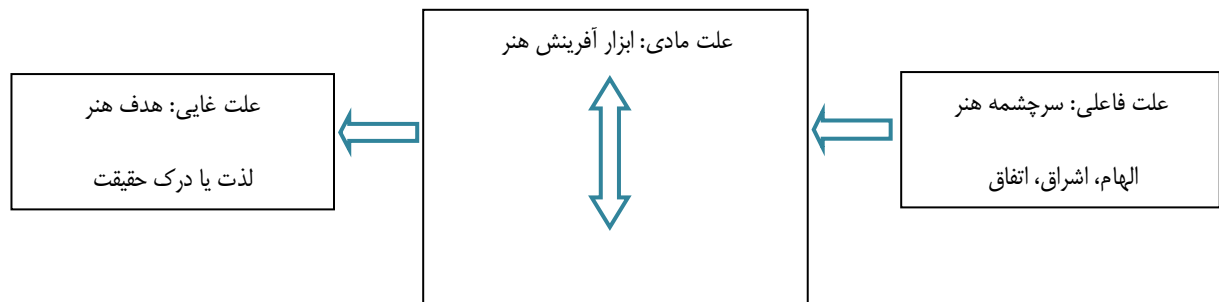 علت فاعلی: سرچشمه هنر
الهام، اشراق، اتفاق
علت مادی: ابزار آفرینش هنر
علت غایی: هدف هنر
لذت یا درک حقیقت